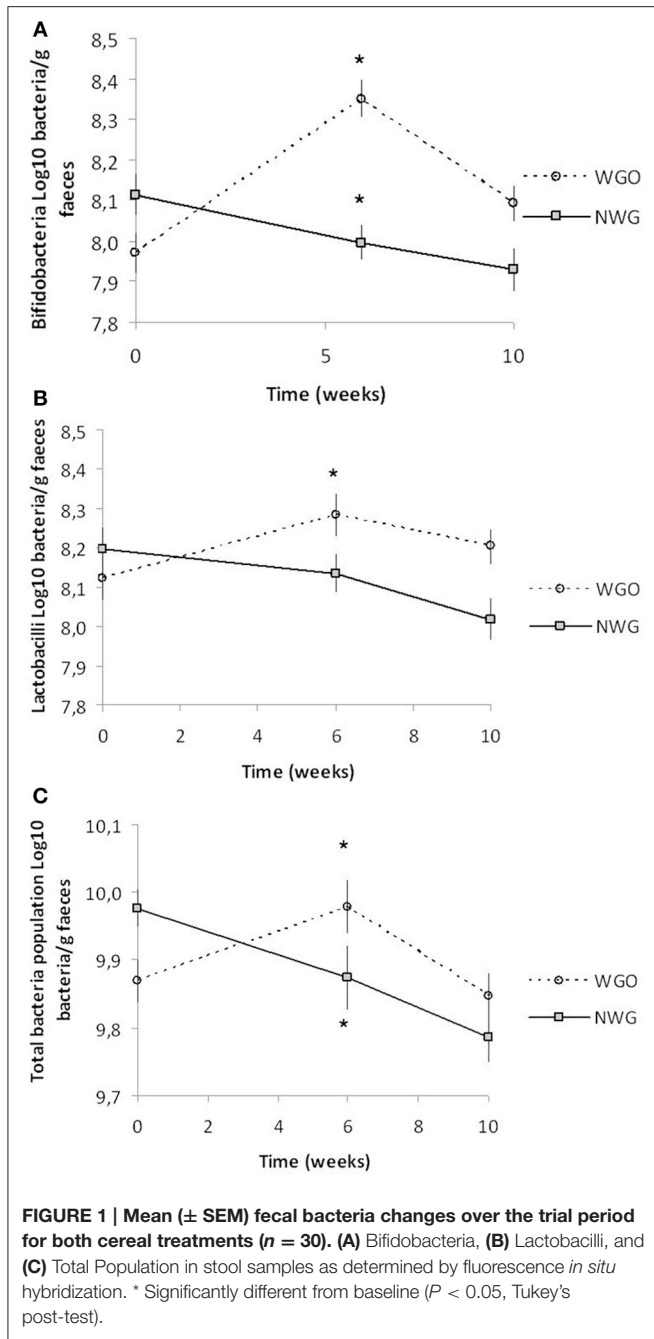 A
8,5
8,4
8,3
8,2
8,1
8,0
7,9
7,8
Bifidobacteria Log10 bacteria/g
faeces
*
*
WGO
NWG
0
5
10
Time (weeks)
B
8,5
8,4
8,3
8,2
8,1
8,0
7,9
7,8
Lactobacilli Log10 bacteria/g faeces
*
WGO
NWG
0
2
4
6
8
10
Time (weeks)
C
10,1
10,0
9,9
9,8
9,7
Total bacteria population Log10
bacteria/g faeces
*
*
WGO
NWG
0
2
4
6
8
10
Time (weeks)
FIGURE 1 | Mean (± SEM) fecal bacteria changes over the trial period
for both cereal treatments (n = 30). (A) Bifidobacteria, (B) Lactobacilli, and
(C) Total Population in stool samples as determined by fluorescence in situ
hybridization. * Significantly different from baseline (P < 0.05, Tukey's
post-test).